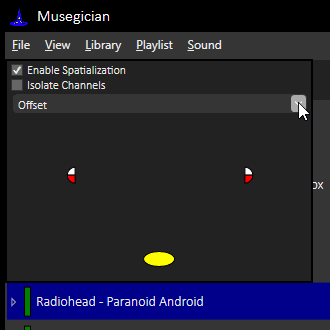 Musegician
File View Library Playlist Sound
Enable Spatialization
Isolate Channels
Offset
ox
Radiohead - Paranoid Android